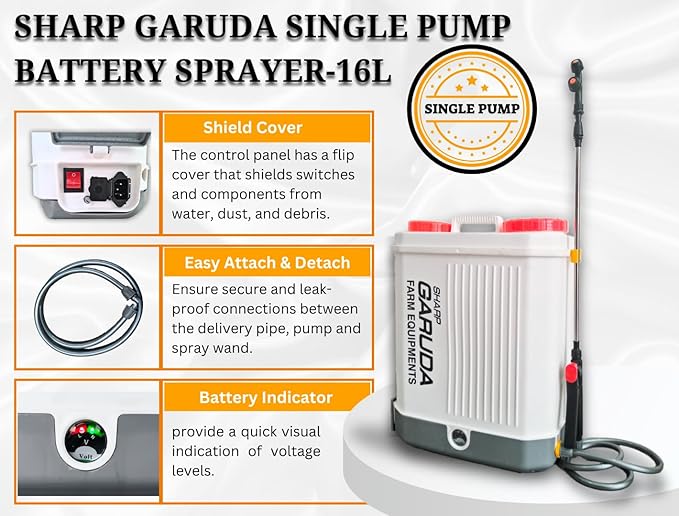 SHARP GARUDA SINGLE PUMP
BATTERY SPRAYER-16L
SINGLE PUMP
Shield Cover
The control panel has a flip
cover that shields switches
and components from
water, dust, and debris.
Easy Attach & Detach
Ensure secure and leak-
proof connections between
the delivery pipe, pump and
spray wand.
Battery Indicator
provide a quick visual
indication of voltage
levels.
V
Volt
SHARP
GARUDA
FARM EQUIPMENTS